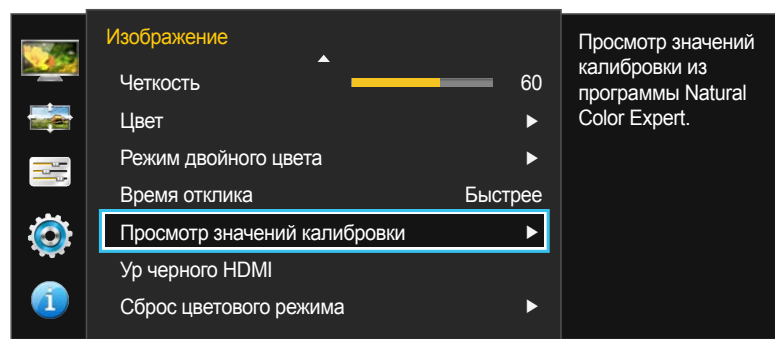 Изображение
Четкость 60
Цвет
Режим двойного цвета
Время отклика Быстрее
Просмотр значений калибровки
Ур черного HDMI
Сброс цветового режима
Просмотр значений
калибровки из
программы Natural
Color Expert.